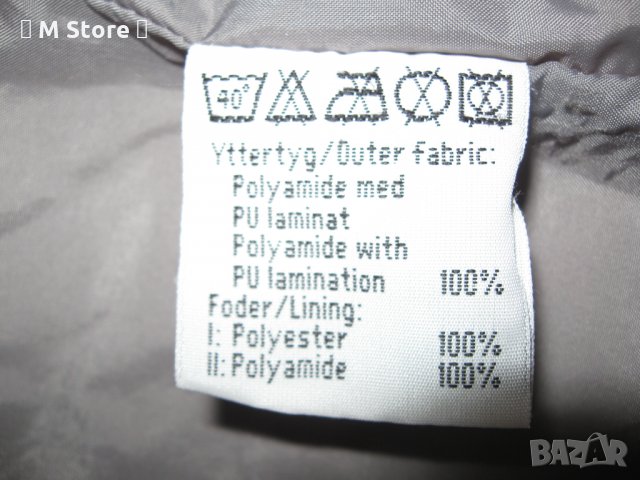 M Store
40°
Yttertyg/Outer fabric:
Polyamide med
PU laminat
Polyamide with
PU lamination 100%
Foder/Lining:
I: Polyester 100%
II: Polyamide 100%
BAZAR